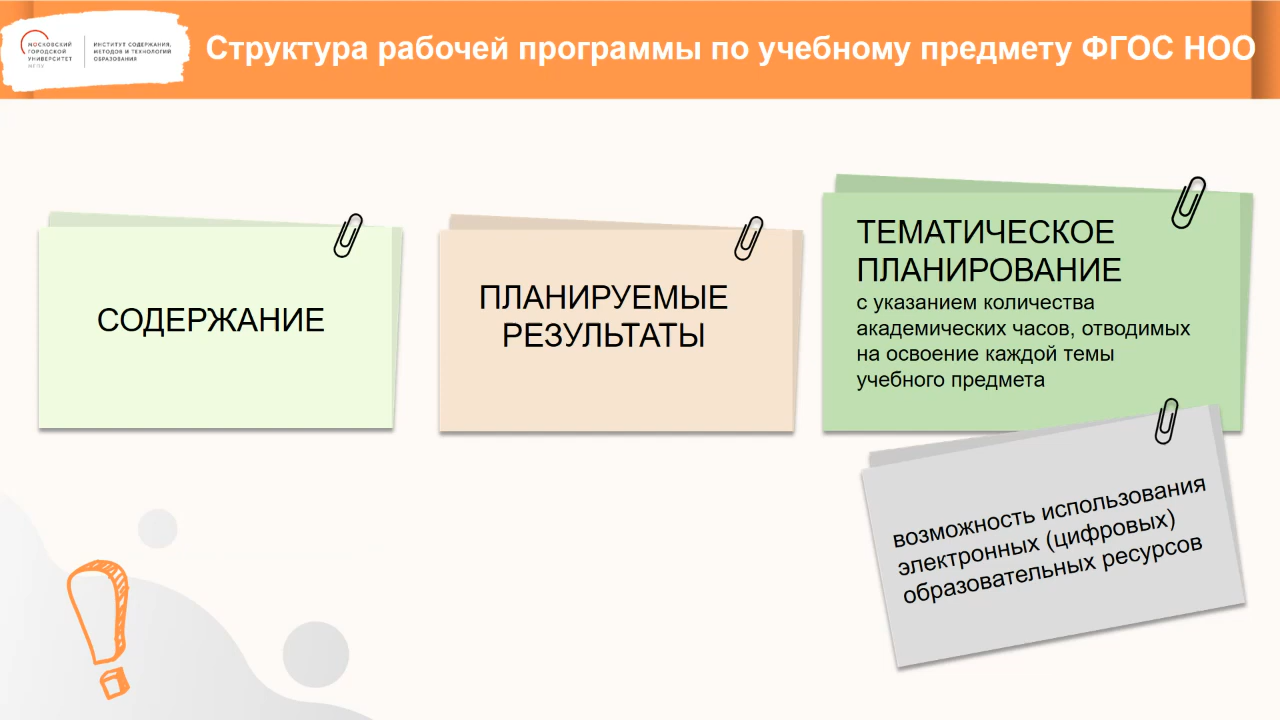 МОСКОВСКИЙ
ГОРОДСКОЙ
УНИВЕРСИТЕТ
МГПУ
ИНСТИТУТ СОДЕРЖАНИЯ,
МЕТОДОВ И ТЕХНОЛОГИЙ
ОБРАЗОВАНИЯ
Структура рабочей программы по учебному предмету ФГОС НОО
СОДЕРЖАНИЕ
ПЛАНИРУЕМЫЕ
РЕЗУЛЬТАТЫ
ТЕМАТИЧЕСКОЕ
ПЛАНИРОВАНИЕ
с указанием количества
академических часов, отводимых
на освоение каждой темы
учебного предмета
возможность использования
электронных (цифровых)
образовательных ресурсов